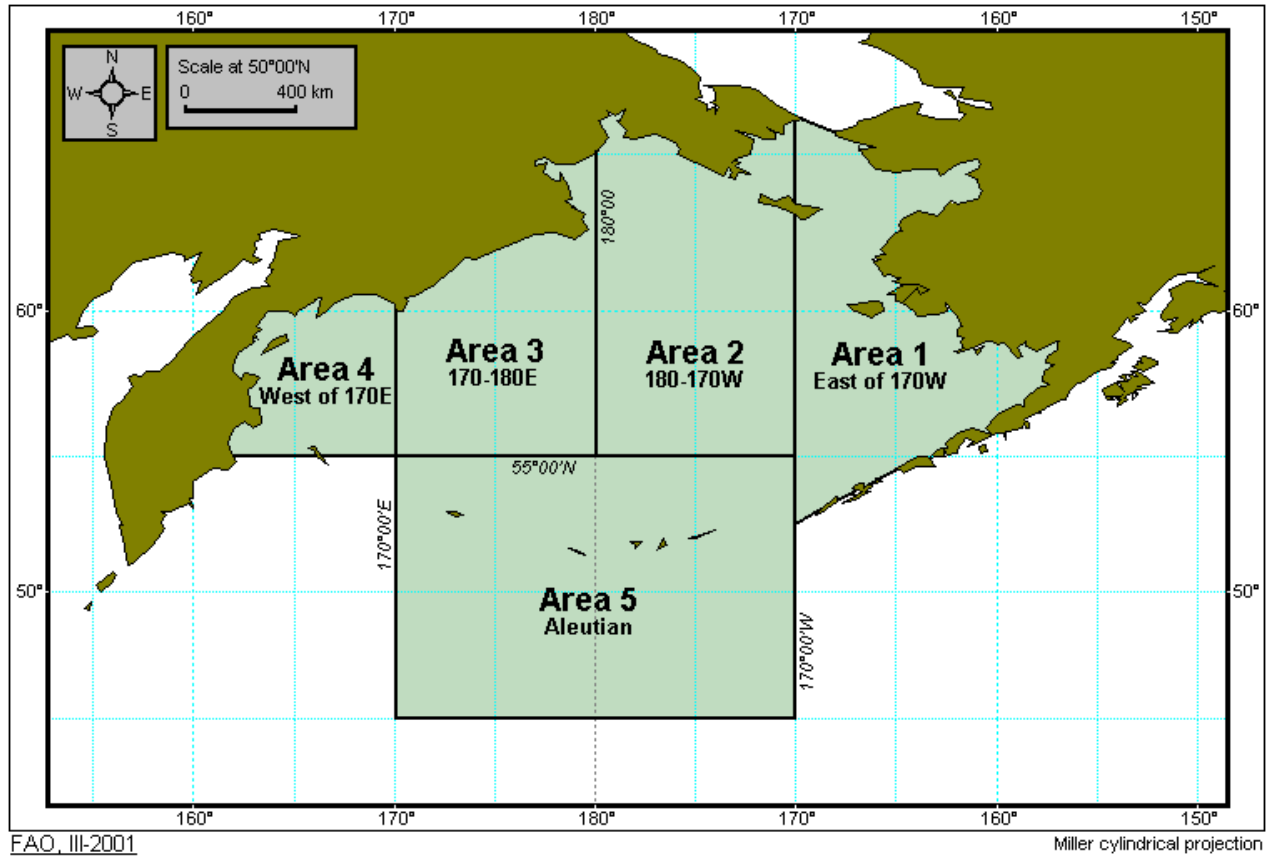 160°
170°
180°
170°
160°
150°
N
W
E
S
Scale at 50°00'N
0
400 km
180°00
60°
60°
Area 4
West of 170E
Area 3
170-180E
Area 2
180-170W
Area 1
East of 170W
55°00'N
170°00'E
50°
50°
Area 5
Aleutian
170°00'W
160°
170°
180°
170°
160°
150°
FAO, III-2001
Miller cylindrical projection